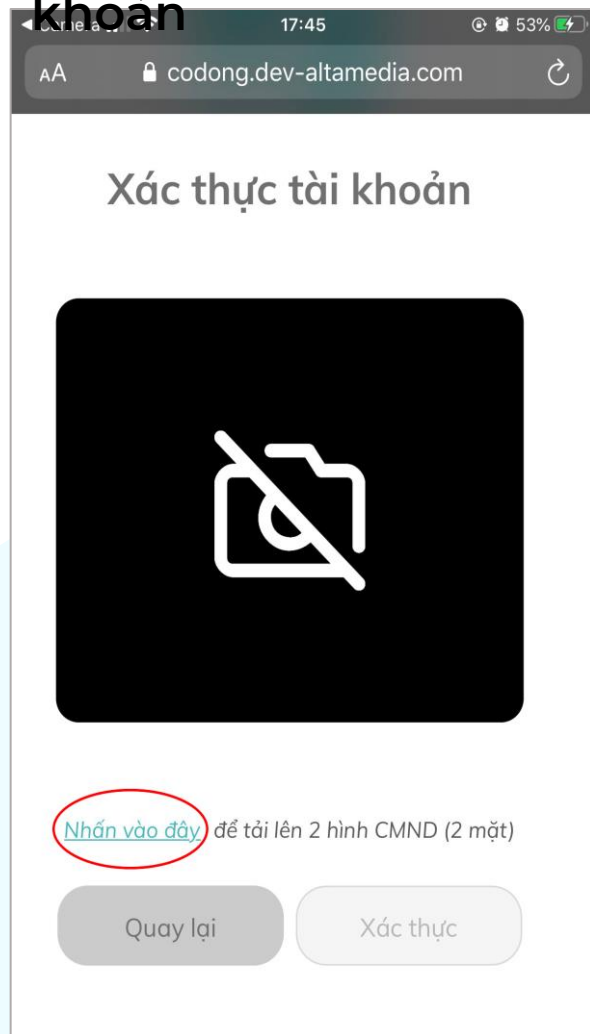 khoản
17:45
53%
AA codong.dev-altamedia.com
Xác thực tài khoản
Nhấn vào đây để tải lên 2 hình CMND (2 mặt)
Quay lại
Xác thực